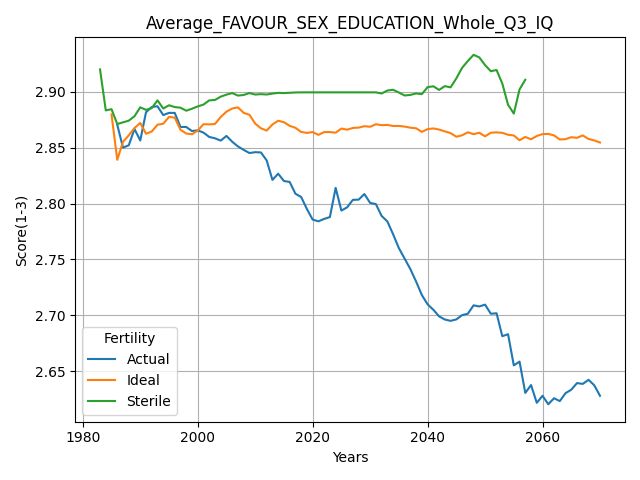 Average_FAVOUR_SEX_EDUCATION_Whole_Q3_IQ
Score(1-3)
2.90
2.85
2.80
2.75
2.70
2.65
Fertility
Actual
Ideal
Sterile
1980
2000
2020
2040
2060
Years